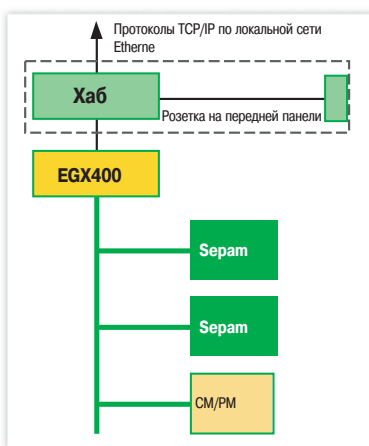 Протоколы TCP/IP по локальной сети
Etherne
Хаб
Розетка на передней панели
EGX400
Sepam
Sepam
CM/PM